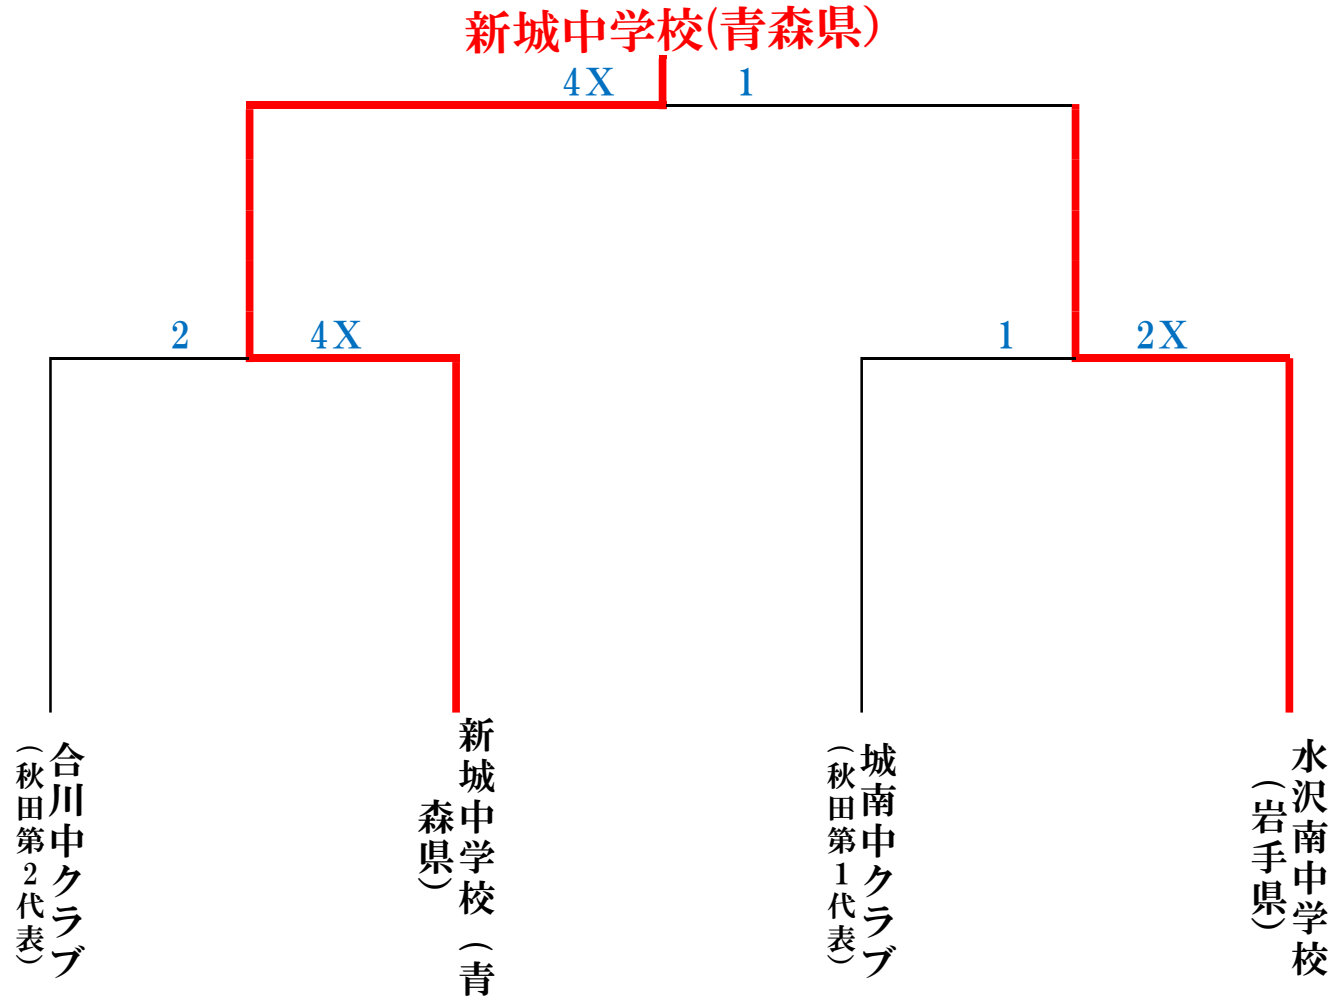 新城中学校(青森県)
4X 1
2 4X 1 2X
合川中クラブ
(秋田第2代表)
新城中学校(青
森県)
城南中クラブ
(秋田第1代表)
水沢南中学校
(岩手県)